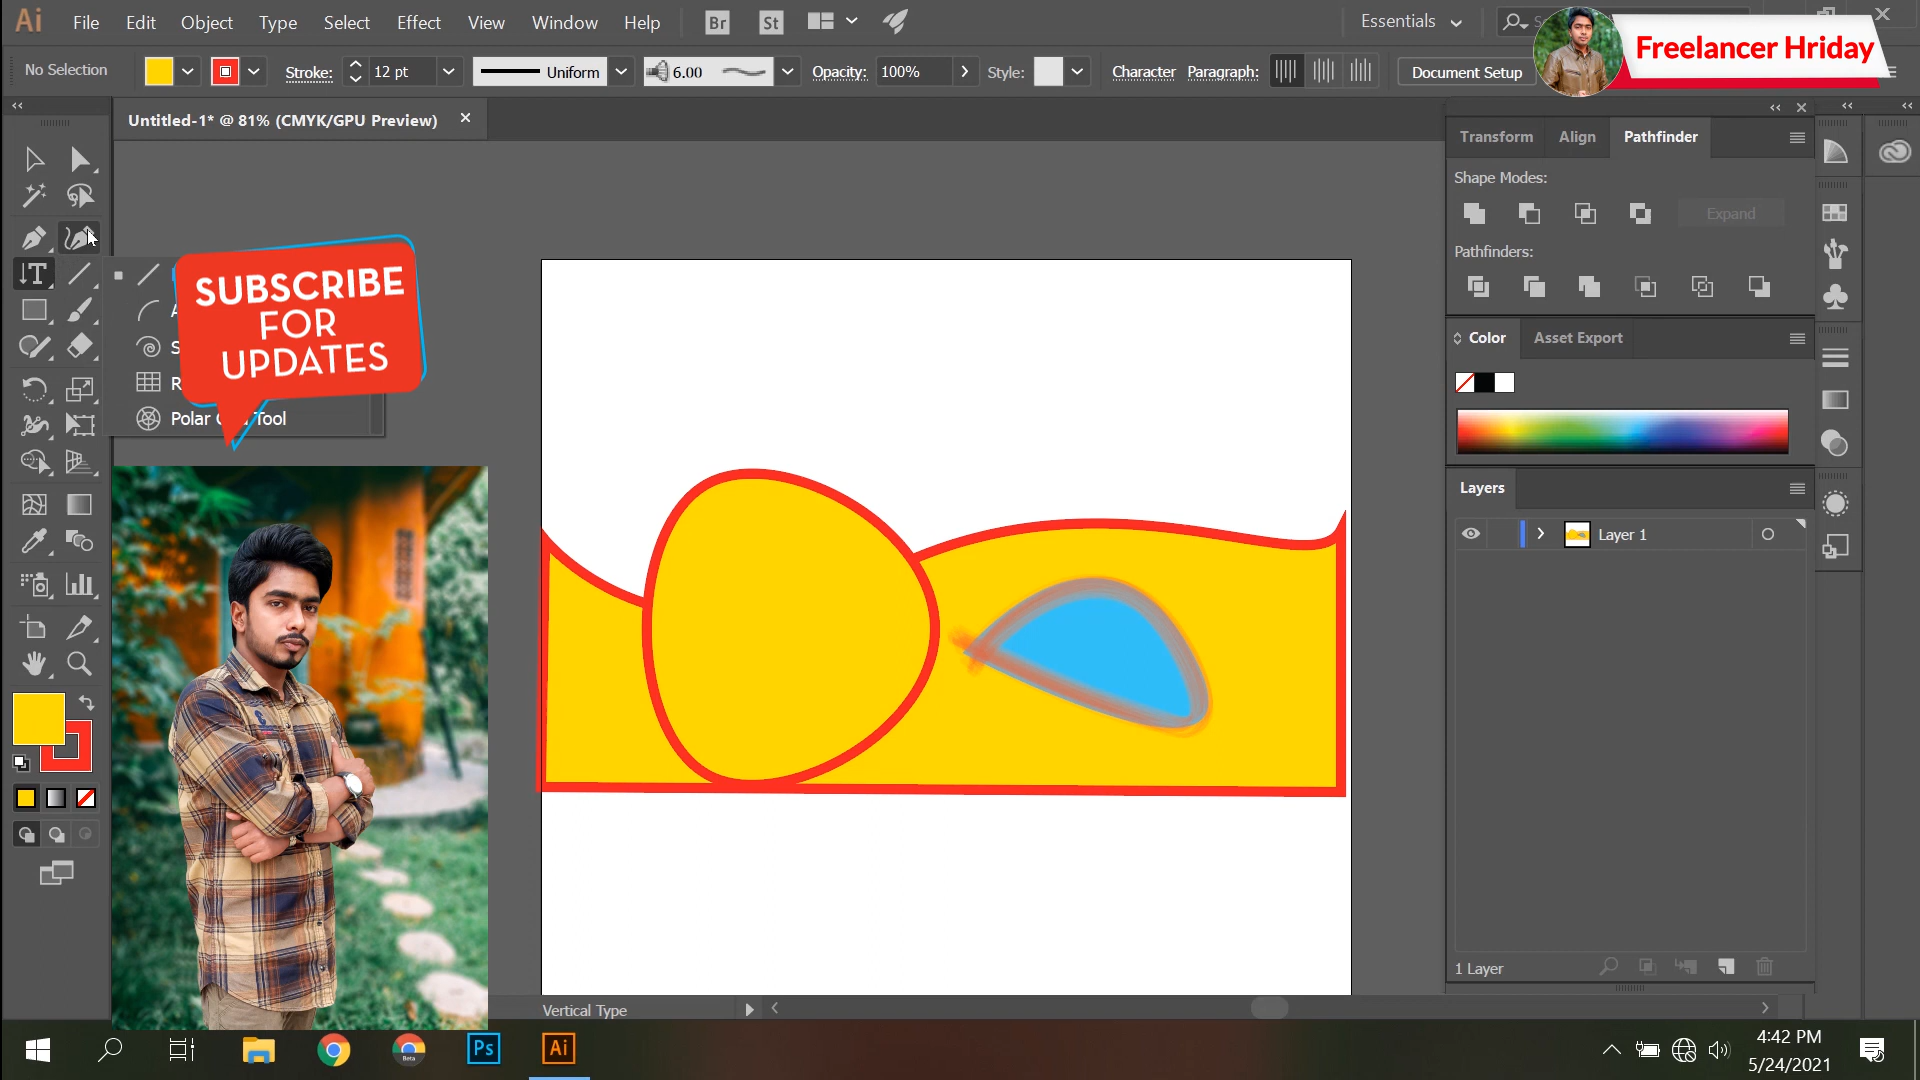 Ai File Edit Object Type Select Effect View Window Help Br St Essentials
Freelancer Hriday
No Selection Stroke: 12 pt Uniform 6.00 Opacity: 100% Style: Character Paragraph: Document Setup
Untitled-1* @ 81% (CMYK/GPU Preview)
Transform Align Pathfinder
Shape Modes:
Expand
Pathfinders:
SUBSCRIBE
FOR
UPDATES
Polar Tool
Color Asset Export
Layers
Layer 1
1 Layer
Vertical Type
Ps Ai
Beta
4:42 PM
5/24/2021